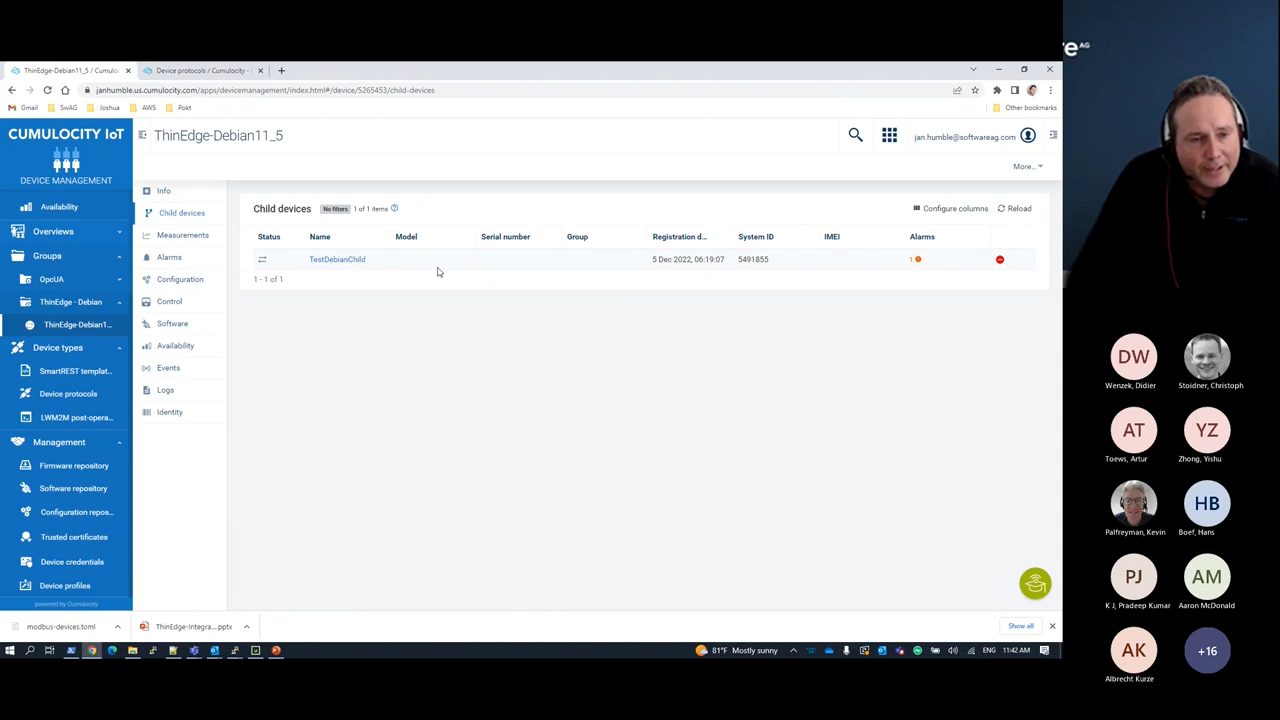 re AG
ThinEdge-Debian11_5 / Cumuloc
Device protocols / Cumulocity -
janhumble.us.cumulocity.com/apps/devicemanagement/index.html#/device/5265453/child-devices
Gmail SwAG Joshua AWS Pokt Other bookmarks
CUMULOCITY IoT
DEVICE MANAGEMENT
ThinEdge-Debian11_5
jan.humble@softwareag.com
More...
Availability
Overviews
Groups
OpcUA
ThinEdge - Debian
ThinEdge-Debian1...
Device types
SmartREST templat...
Device protocols
LWM2M post-opera...
Management
Firmware repository
Software repository
Configuration repos...
Trusted certificates
Device credentials
Device profiles
powered by Cumulocity
Info
Child devices
Measurements
Alarms
Configuration
Control
Software
Availability
Events
Logs
Identity
Child devices No filters 1 of 1 items
Configure columns Reload
Status Name Model Serial number Group Registration d... System ID IMEI Alarms
TestDebianChild 5 Dec 2022, 06:19:07 5491855 1
1 - 1 of 1
modbus-devices.toml
ThinEdge-Integra....pptx
Show all
81°F Mostly sunny
ENG 11:42 AM
DW
Wenzek, Didier
Stoidner, Christoph
AT
Toews, Artur
YZ
Zhong, Yishu
Palfreyman, Kevin
HB
Boef, Hans
PJ
K J, Pradeep Kumar
AM
Aaron McDonald
AK
Albrecht Kurze
+16